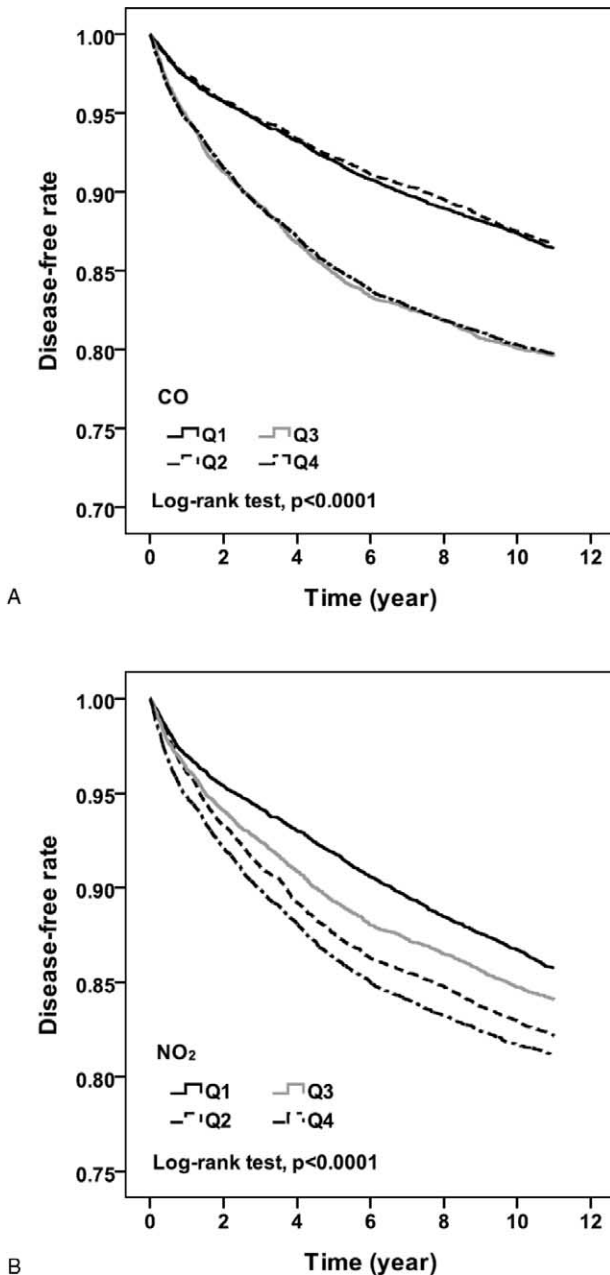 1.00
0.95
0.90
0.85
0.80
0.75
0.70
Disease-free rate
CO
Q1 Q3
Q2 Q4
Log-rank test, p<0.0001
0 2 4 6 8 10 12
Time (year)
A
1.00
0.95
0.90
0.85
0.80
0.75
Disease-free rate
NO₂
Q1 Q3
Q2 Q4
Log-rank test, p<0.0001
0 2 4 6 8 10 12
Time (year)
B